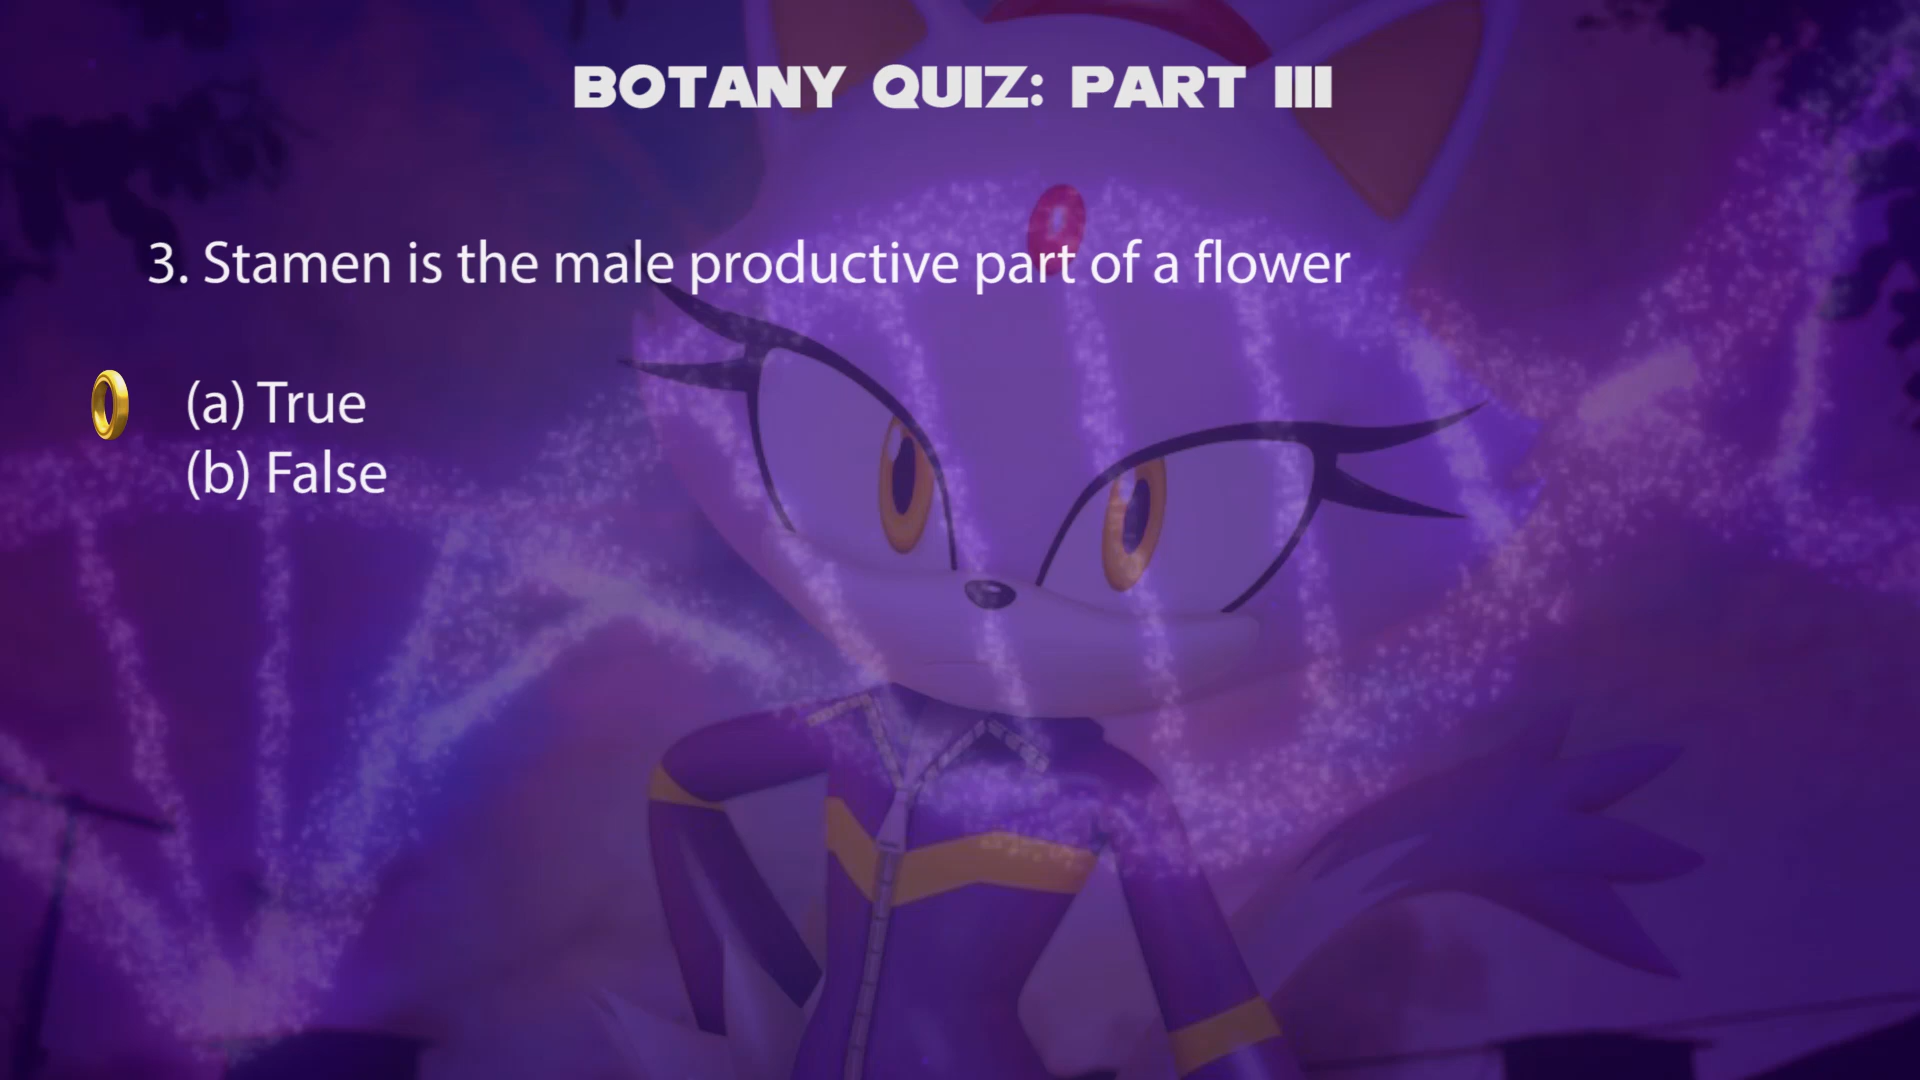 BOTANY QUIZ: PART III
3. Stamen is the male productive part of a flower
(a) True
(b) False